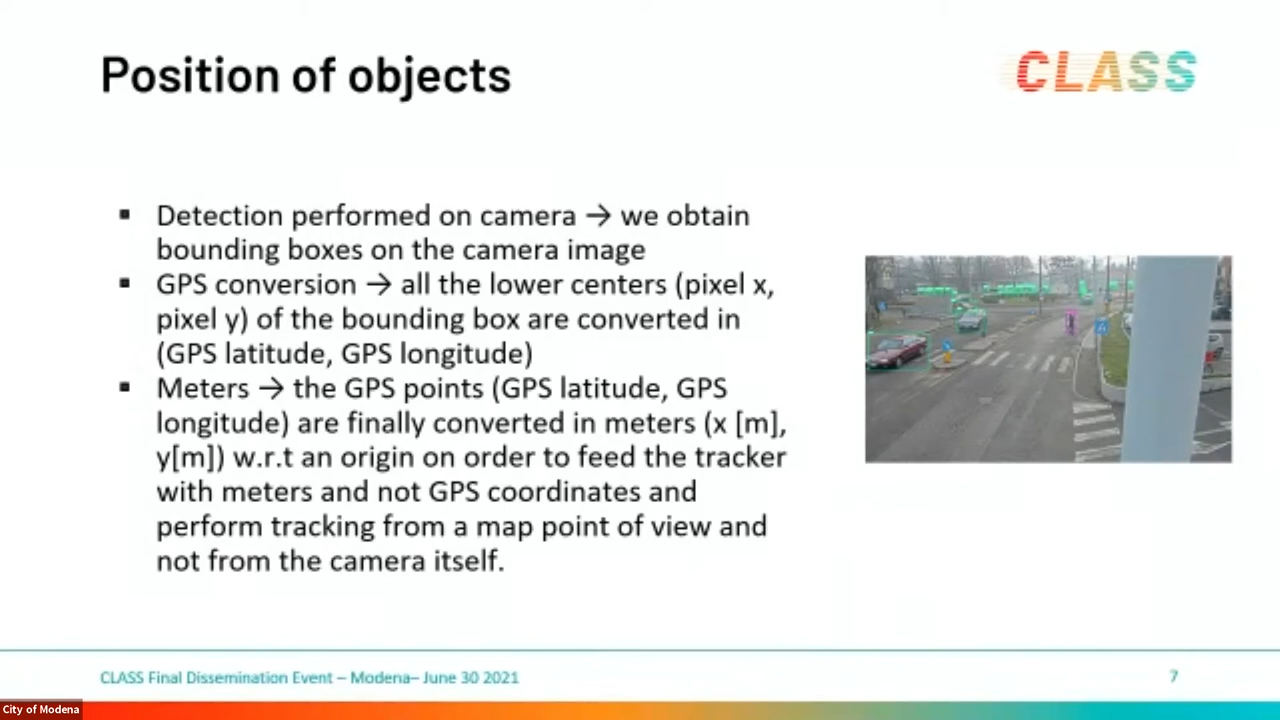 Position of objects
CLASS
▪ Detection performed on camera → we obtain
bounding boxes on the camera image
▪ GPS conversion → all the lower centers (pixel x,
pixel y) of the bounding box are converted in
(GPS latitude, GPS longitude)
▪ Meters → the GPS points (GPS latitude, GPS
longitude) are finally converted in meters (x [m],
y[m]) w.r.t an origin on order to feed the tracker
with meters and not GPS coordinates and
perform tracking from a map point of view and
not from the camera itself.
CLASS Final Dissemination Event – Modena– June 30 2021
7
City of Modena